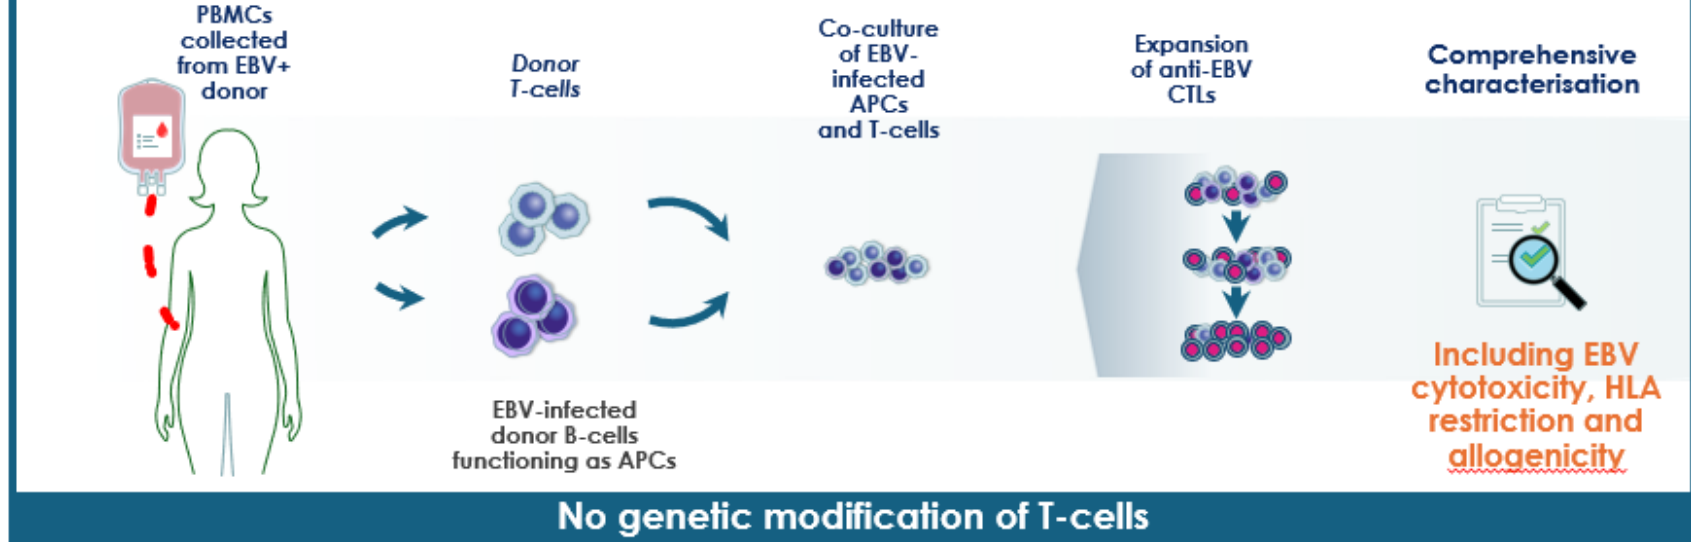 PBMCs
collected
from EBV+
donor
Donor
T-cells
EBV-infected
donor B-cells
functioning as APCs
Co-culture
of EBV-
infected
APCs
and T-cells
Expansion
of anti-EBV
CTLs
Comprehensive
characterisation
Including EBV
cytotoxicity, HLA
restriction and
allogenicity
No genetic modification of T-cells